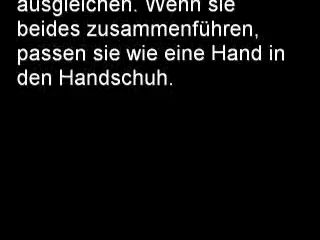 ausgleichen. Wenn sie
beides zusammenführen,
passen sie wie eine Hand in
den Handschuh.